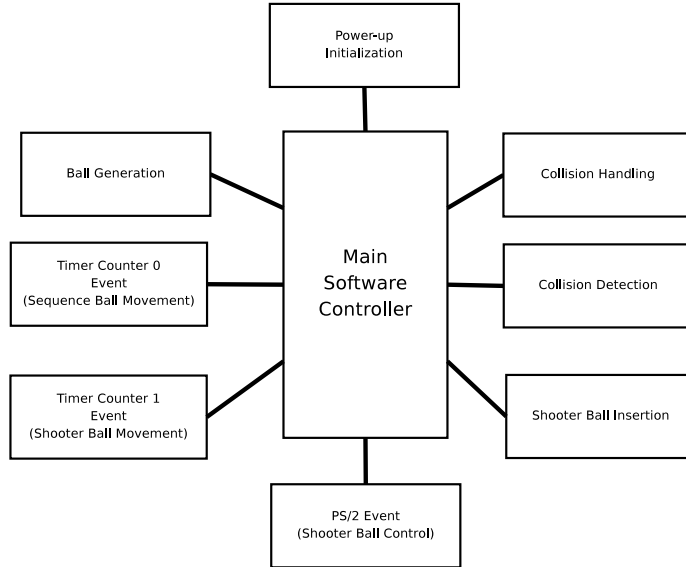 Power-up
Initialization
Ball Generation
Collision Handling
Timer Counter 0
Event
(Sequence Ball Movement)
Main
Software
Controller
Collision Detection
Timer Counter 1
Event
(Shooter Ball Movement)
Shooter Ball Insertion
PS/2 Event
(Shooter Ball Control)